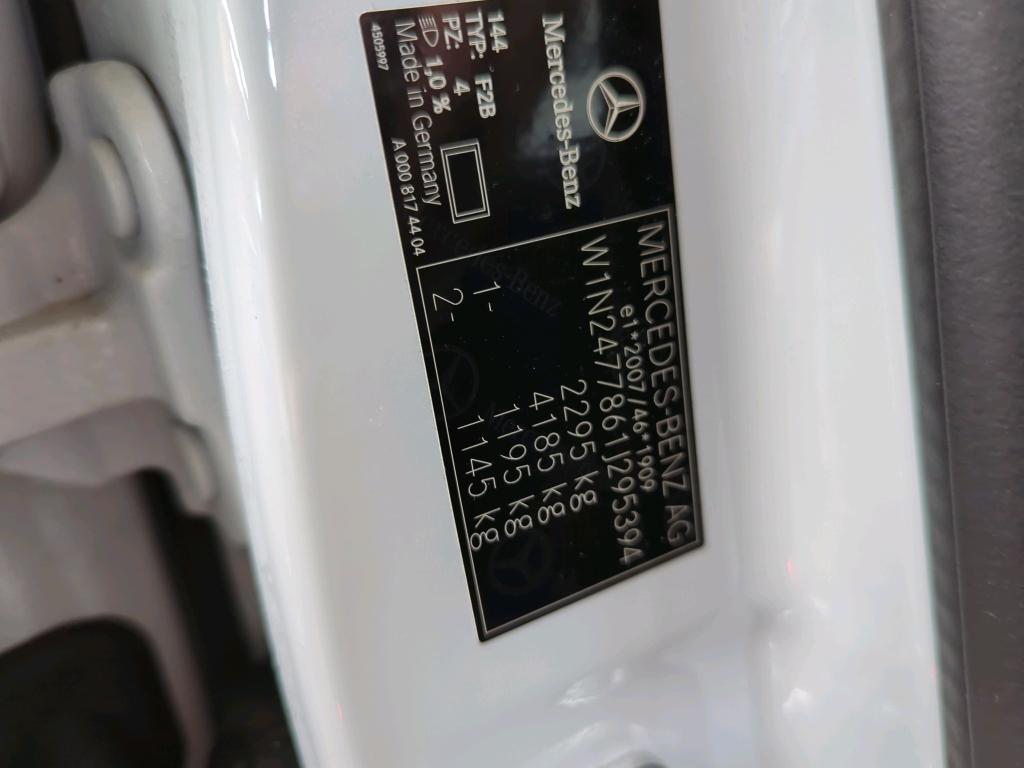 Mercedes-Benz
144
TYP: F2B
PZ: 4
1,0 %
Made in Germany
4505997
A 000 817 44 04
MERCEDES-BENZ AG
e1*2007/46*1909
W1N2477861J295394
2295 kg
4185 kg
1- 1195 kg
2- 1145 kg